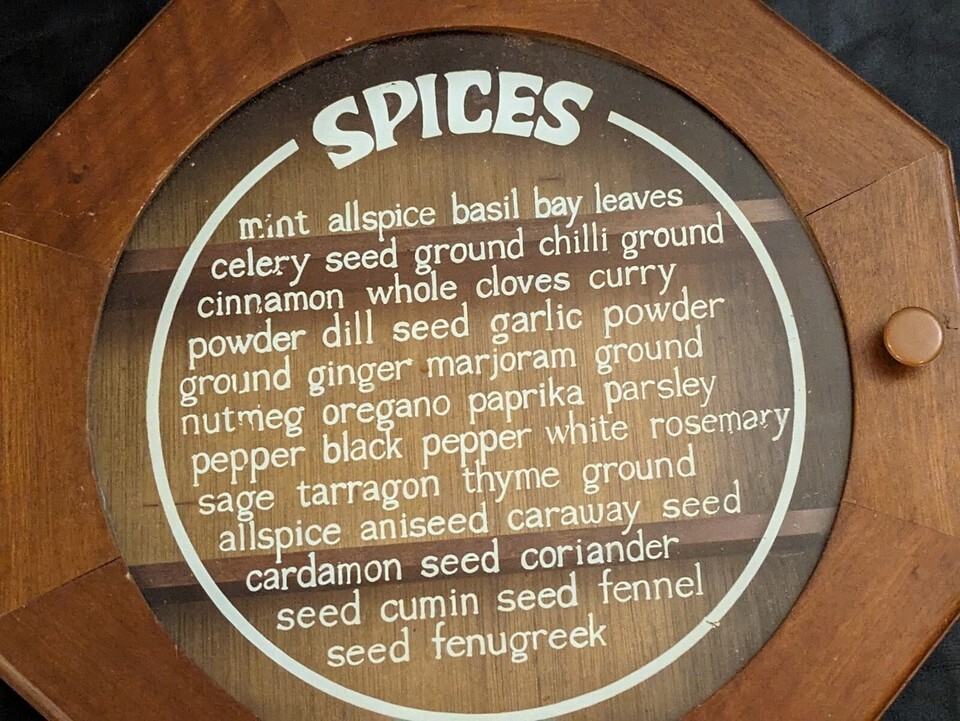 SPICES
mint allspice basil bay leaves
celery seed ground chilli ground
cinnamon whole cloves curry
powder dill seed garlic powder
ground ginger marjoram ground
nutmeg oregano paprika parsley
pepper black pepper white rosemary
sage tarragon thyme ground
allspice aniseed caraway seed
cardamon seed coriander
seed cumin seed fennel
seed fenugreek